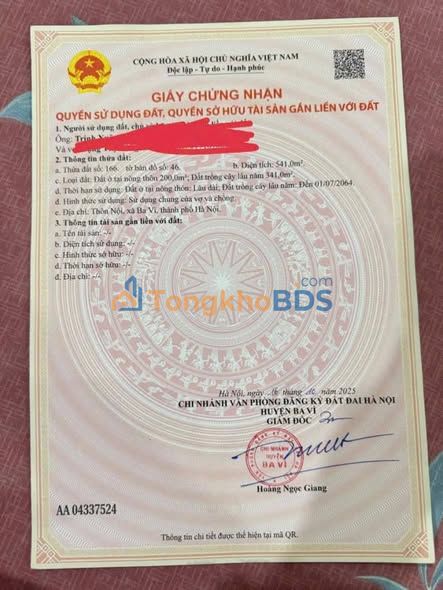 CỘNG HÒA XÃ HỘI CHỦ NGHĨA VIỆT NAM
Độc lập - Tự do - Hạnh phúc
GIẤY CHỨNG NHẬN
QUYỀN SỬ DỤNG ĐẤT, QUYỀN SỞ HỮU TÀI SẢN GẮN LIỀN VỚI ĐẤT
1. Người sử dụng đất, chủ
Ông: Trịnh
Và
2. Thông tin thửa đất:
a. Thửa đất số: 166. tờ bản đồ số: 46. b. Diện tích: 541.0m².
c. Loại đất: Đất ở tại nông thôn 200,0m²; Đất trồng cây lâu năm 341.0m².
d. Thời hạn sử dụng: Đất ở tại nông thôn: Lâu dài; Đất trồng cây lâu năm: Đến 01/07/2064.
đ. Hình thức sử dụng: Sử dụng chung của vợ và chồng.
e. Địa chỉ: Thôn Nội, xã Ba Vì, thành phố Hà Nội.
3. Thông tin tài sản gắn liền với đất:
a. Tên tài sản: -/-
b. Diện tích sử dụng: -/-
c. Hình thức sở hữu: -/-
d. Thời hạn sở hữu: -/-
đ. Địa chỉ: -/-
TongkhoBDS.com
Hà Nội, ngày tháng 2025
CHI NHÁNH VĂN PHÒNG ĐĂNG KÝ ĐẤT ĐAI HÀ NỘI
HUYỆN BA VÌ
GIÁM ĐỐC
CHI NHÁNH
HUYỆN
BA VÌ
Hoàng Ngọc Giang
AA 04337524
Thông tin chi tiết được thể hiện tại mã QR.